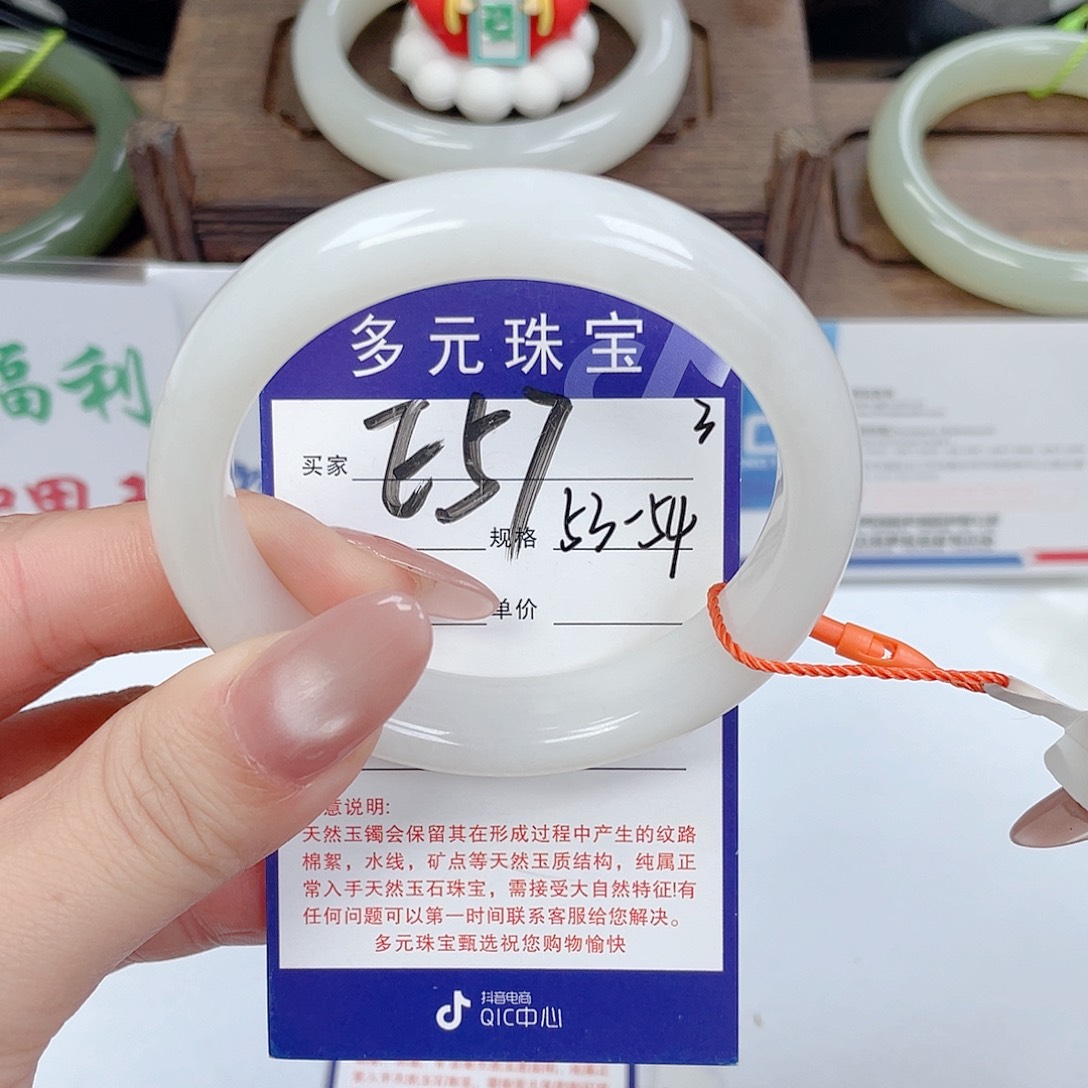 福利
多元珠宝
E57
3
买家
规格 53-54
单价
意说明:
天然玉镯会保留其在形成过程中产生的纹路
棉絮，水线，矿点等天然玉质结构，纯属正
常入手天然玉石珠宝，需接受大自然特征!有
任何问题可以第一时间联系客服给您解决。
多元珠宝甄选祝您购物愉快
抖音电商
QIC中心